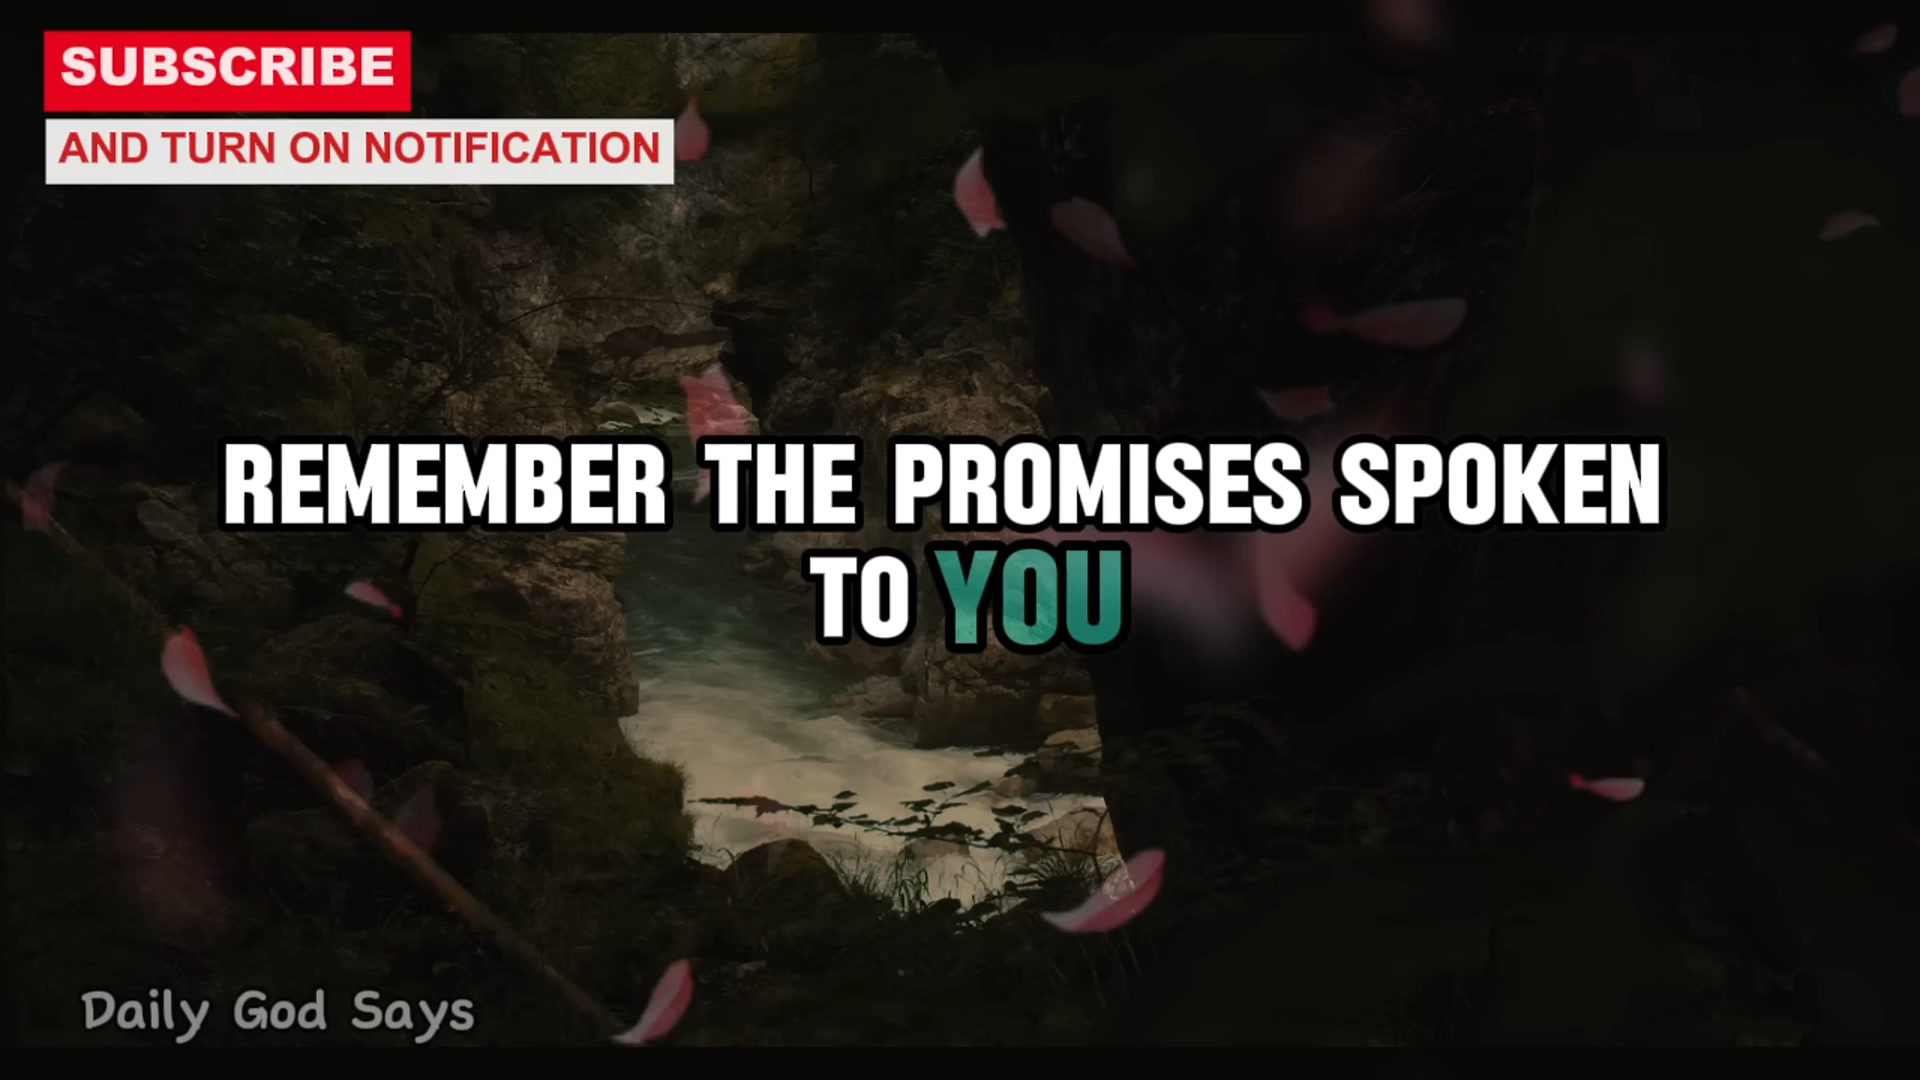 SUBSCRIBE
AND TURN ON NOTIFICATION
REMEMBER THE PROMISES SPOKEN
TO YOU
Daily God Says